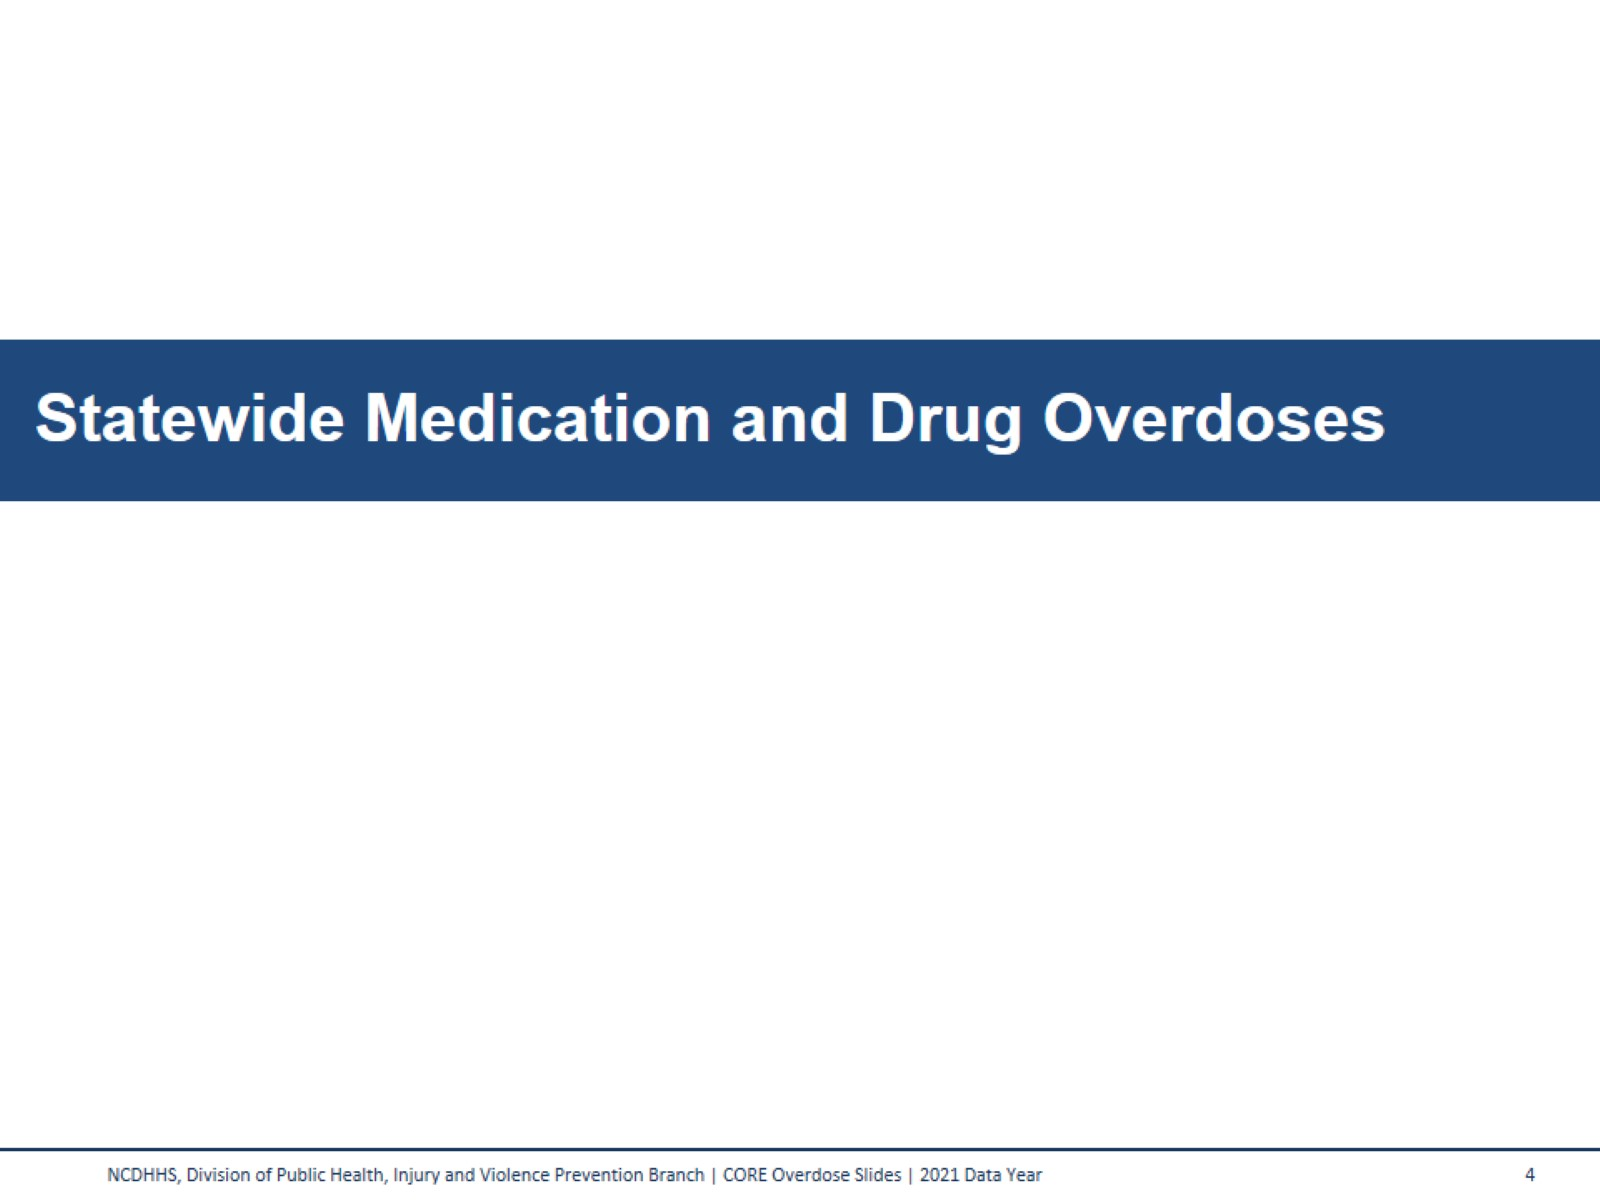 Statewide Medication and Drug Overdoses
NCDHHS, Division of Public Health, Injury and Violence Prevention Branch | CORE Overdose Slides | 2021 Data Year
4